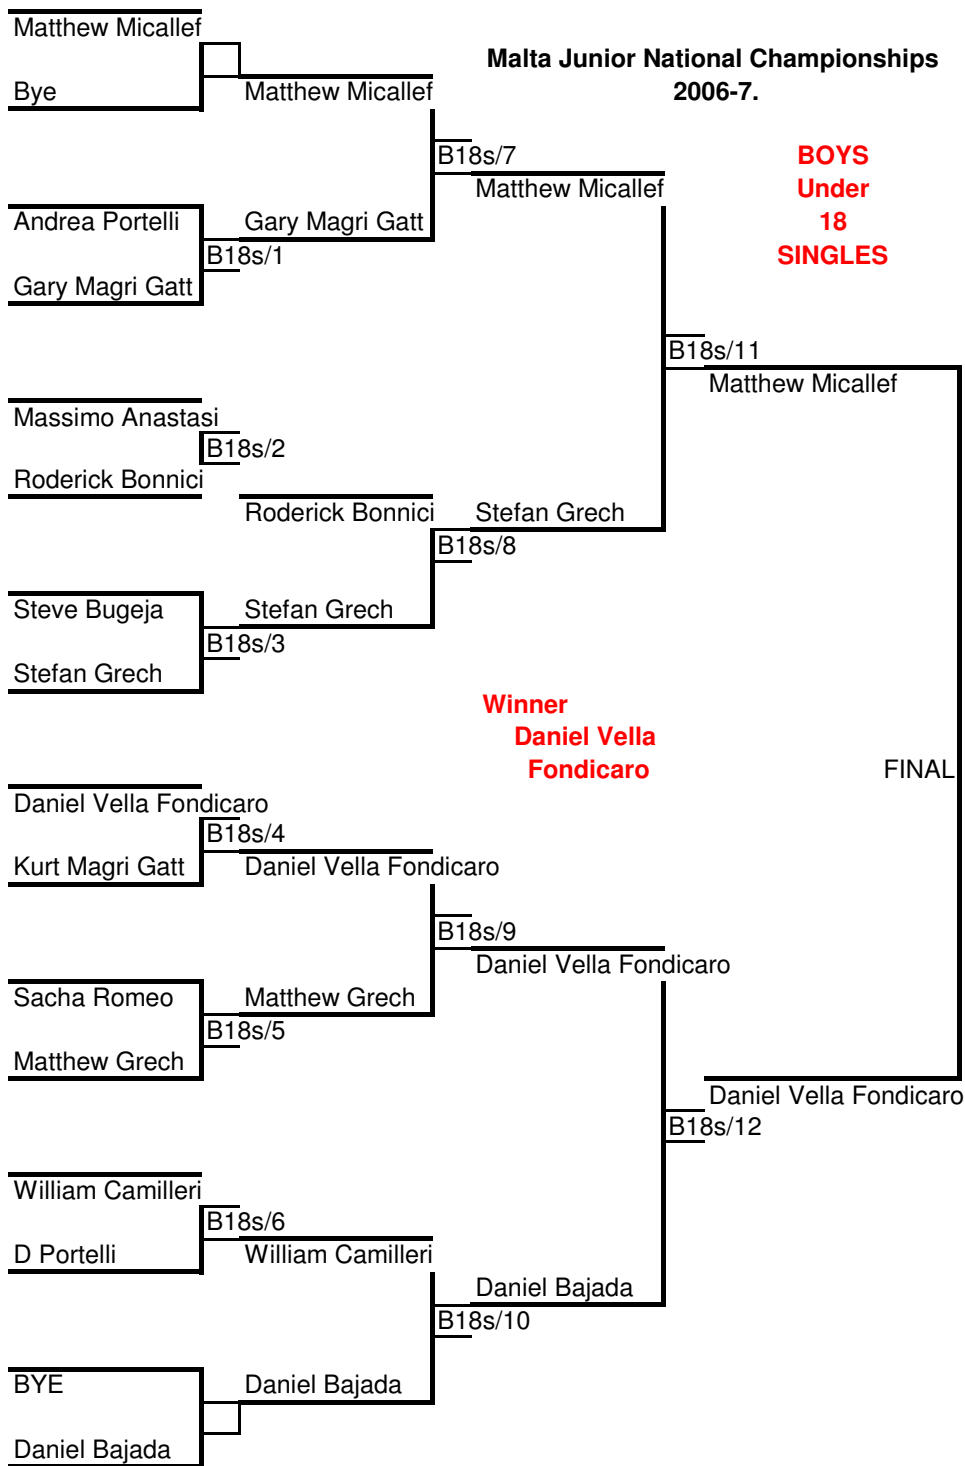 Matthew Micallef
Malta Junior National Championships
2006-7.
Bye
Matthew Micallef
B18s/7
BOYS
Under
18
SINGLES
Matthew Micallef
Andrea Portelli
Gary Magri Gatt
B18s/1
Gary Magri Gatt
B18s/11
Matthew Micallef
Massimo Anastasi
B18s/2
Roderick Bonnici
Roderick Bonnici
Stefan Grech
B18s/8
Steve Bugeja
Stefan Grech
B18s/3
Stefan Grech
Winner
Daniel Vella
Fondicaro
FINAL
Daniel Vella Fondicaro
B18s/4
Kurt Magri Gatt
Daniel Vella Fondicaro
B18s/9
Daniel Vella Fondicaro
Sacha Romeo
Matthew Grech
B18s/5
Matthew Grech
Daniel Vella Fondicaro
B18s/12
William Camilleri
B18s/6
D Portelli
William Camilleri
Daniel Bajada
B18s/10
BYE
Daniel Bajada
Daniel Bajada